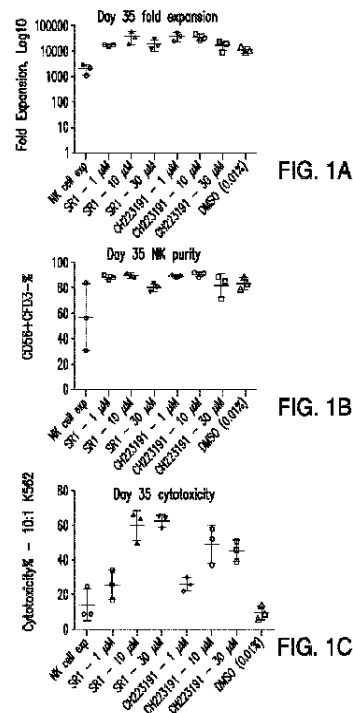 Day 35 fold expansion
Fold Expansion, Log10
100000
10000
1000
100
10
1
NK cell exp
SR1 - 1 µM
SR1 - 10 µM
SR1 - 30 µM
CH223191 - 1 µM
CH223191 - 10 µM
CH223191 - 30 µM
DMSO (0.01%)
FIG. 1A
Day 35 NK purity
CD56+CD3-%
100
80
60
40
20
0
NK cell exp
SR1 - 1 µM
SR1 - 10 µM
SR1 - 30 µM
CH223191 - 1 µM
CH223191 - 10 µM
CH223191 - 30 µM
DMSO (0.01%)
FIG. 1B
Day 35 cytotoxicity
Cytotoxicity% - 10:1 K562
60
40
20
0
NK cell exp
SR1 - 1 µM
SR1 - 10 µM
SR1 - 30 µM
CH223191 - 1 µM
CH223191 - 10 µM
CH223191 - 30 µM
DMSO (0.01%)
FIG. 1C